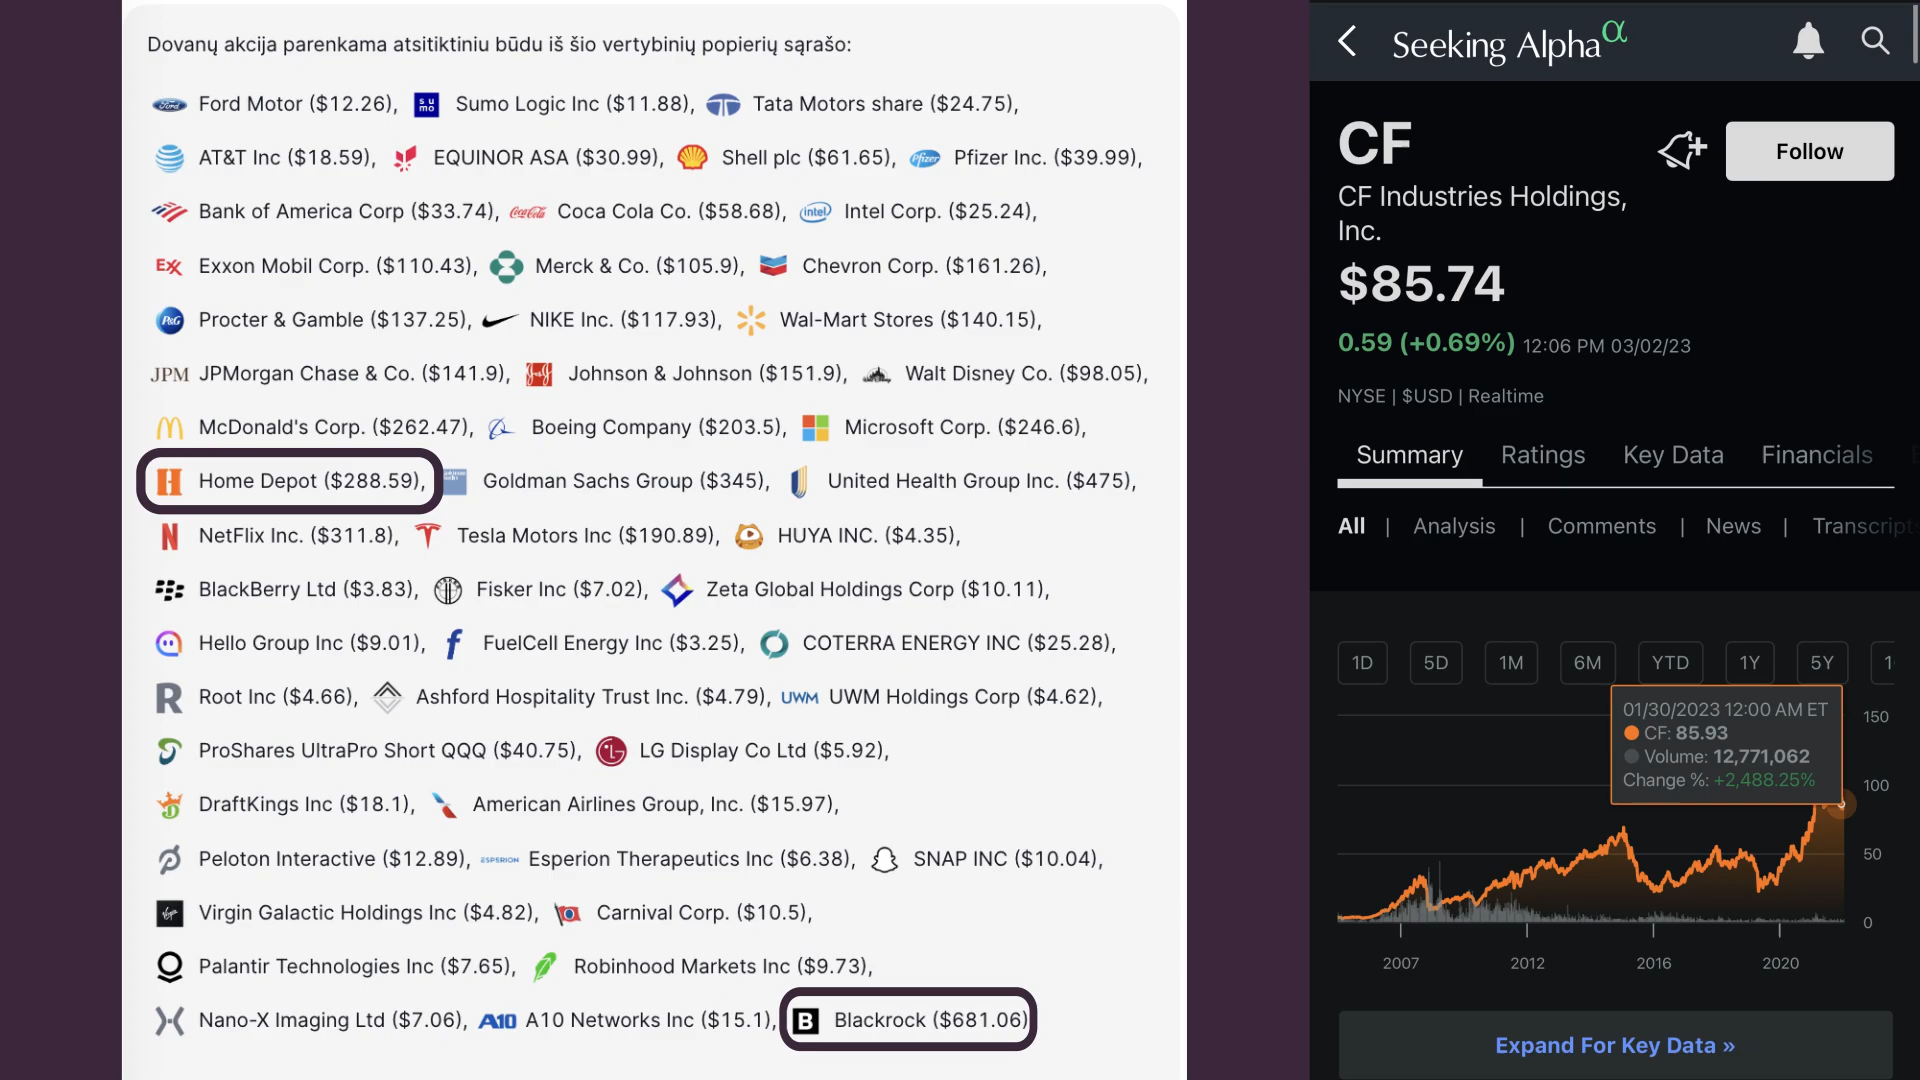 Dovanų akcija parenkama atsitiktiniu būdu iš šio vertybinių popierių sąrašo:
Ford Ford Motor ($12.26), su mo Sumo Logic Inc ($11.88), Tata Motors share ($24.75),
AT&T Inc ($18.59), EQUINOR ASA ($30.99), Shell plc ($61.65), Pfizer Pfizer Inc. ($39.99),
Bank of America Corp ($33.74), Coca-Cola Coca Cola Co. ($58.68), intel Intel Corp. ($25.24),
EX Exxon Mobil Corp. ($110.43), Merck & Co. ($105.9), Chevron Corp. ($161.26),
P&G Procter & Gamble ($137.25), NIKE Inc. ($117.93), Wal-Mart Stores ($140.15),
JPM JPMorgan Chase & Co. ($141.9), J&J Johnson & Johnson ($151.9), Walt Disney Co. ($98.05),
McDonald's Corp. ($262.47), Boeing Company ($203.5), Microsoft Corp. ($246.6),
Home Depot ($288.59), Goldman Sachs Group ($345), United Health Group Inc. ($475),
N NetFlix Inc. ($311.8), Tesla Motors Inc ($190.89), HUYA INC. ($4.35),
BlackBerry Ltd ($3.83), Fisker Inc ($7.02), Zeta Global Holdings Corp ($10.11),
Hello Group Inc ($9.01), f FuelCell Energy Inc ($3.25), COTERRA ENERGY INC ($25.28),
R Root Inc ($4.66), Ashford Hospitality Trust Inc. ($4.79), UWM UWM Holdings Corp ($4.62),
ProShares UltraPro Short QQQ ($40.75), LG LG Display Co Ltd ($5.92),
DraftKings Inc ($18.1), American Airlines Group, Inc. ($15.97),
Peloton Interactive ($12.89), ESPERION Esperion Therapeutics Inc ($6.38), SNAP INC ($10.04),
Virgin Virgin Galactic Holdings Inc ($4.82), Carnival Corp. ($10.5),
Palantir Technologies Inc ($7.65), Robinhood Markets Inc ($9.73),
Nano-X Imaging Ltd ($7.06), A10 A10 Networks Inc ($15.1), B Blackrock ($681.06)
Seeking Alpha α
CF
Follow
CF Industries Holdings,
Inc.
$85.74
0.59 (+0.69%) 12:06 PM 03/02/23
NYSE | $USD | Realtime
Summary Ratings Key Data Financials
All | Analysis | Comments | News | Transcripts
1D 5D 1M 6M YTD 1Y 5Y 1
01/30/2023 12:00 AM ET
CF: 85.93
Volume: 12,771,062
Change %: +2,488.25%
150
100
50
0
2007 2012 2016 2020
Expand For Key Data »